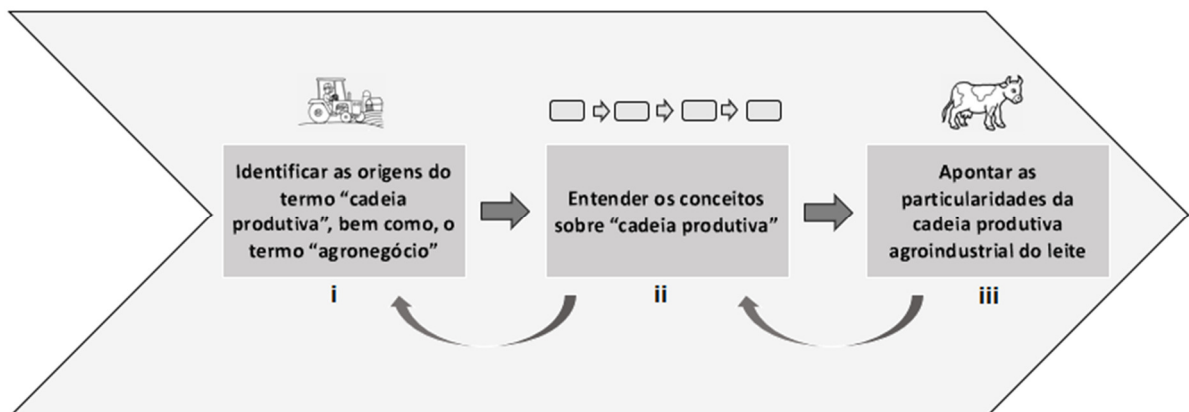 Identificar as origens do
termo “cadeia
produtiva”, bem como, o
termo “agronegócio”
i
Entender os conceitos
sobre “cadeia produtiva”
ii
Apontar as
particularidades da
cadeia produtiva
agroindustrial do leite
iii